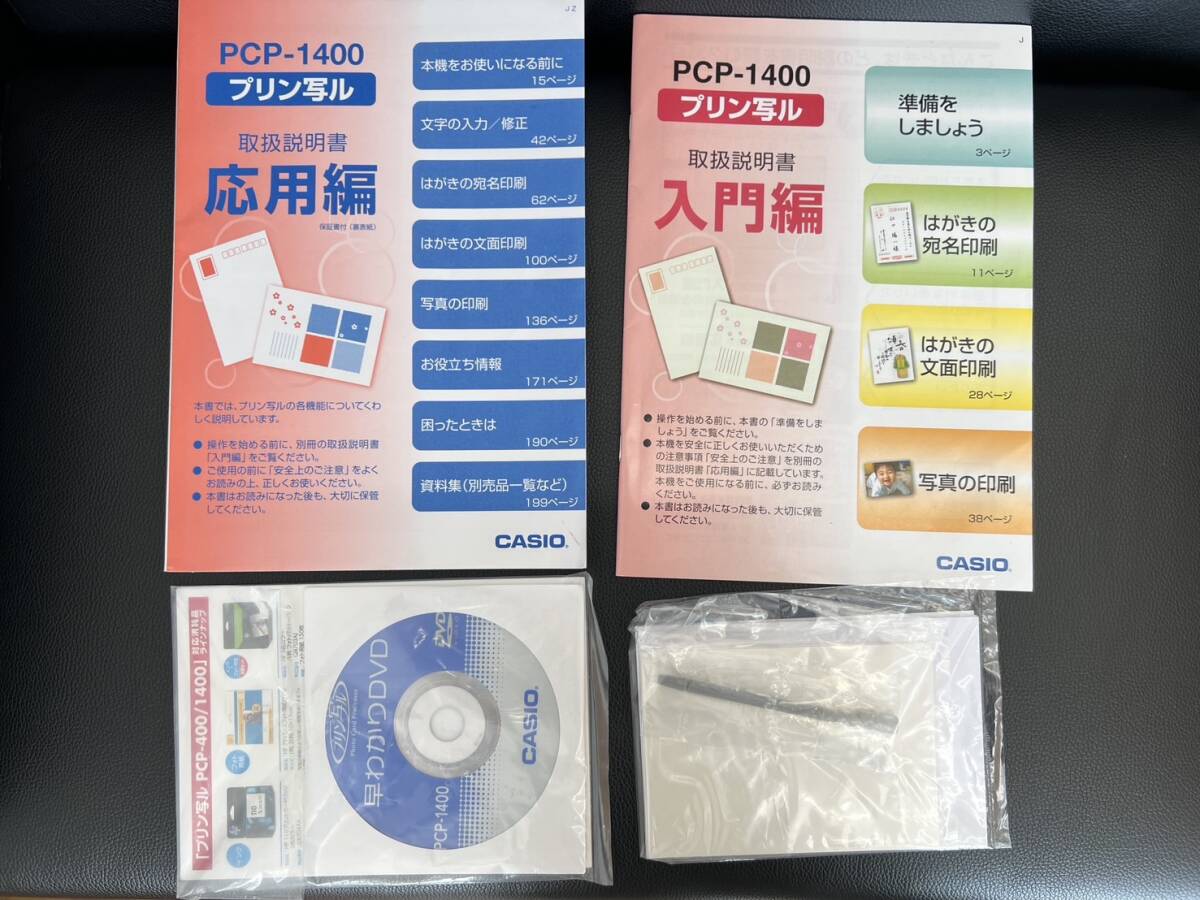 JZ
PCP-1400
プリン写ル
取扱説明書
応用編
保証書付（裏表紙）
本機をお使いになる前に
15ページ
文字の入力／修正
42ページ
はがきの宛名印刷
62ページ
はがきの文面印刷
100ページ
写真の印刷
136ページ
お役立ち情報
171ページ
困ったときは
190ページ
資料集（別売品一覧など）
199ページ
本書では、プリン写ルの各機能についてくわ
しく説明しています。
● 操作を始める前に、別冊の取扱説明書
「入門編」をご覧ください。
● ご使用の前に「安全上のご注意」をよく
お読みの上、正しくお使いください。
● 本書はお読みになった後も、大切に保管
してください。
CASIO
J
PCP-1400
プリン写ル
取扱説明書
入門編
準備を
しましょう
3ページ
はがきの
宛名印刷
11ページ
はがきの
文面印刷
28ページ
写真の印刷
38ページ
● 操作を始める前に、本書の「準備をしま
しょう」をご覧ください。
● 本機を安全に正しくお使いいただくため
の注意事項「安全上のご注意」を別冊の
取扱説明書「応用編」に記載しています。
本機をご使用になる前に、必ずお読み
ください。
● 本書はお読みになった後も、大切に保管
してください。
CASIO
「プリン写ル PCP-400/1400」対応消耗品
ラインナップ
プリン写ル
早わかりDVD
PCP-1400
DVD
CASIO